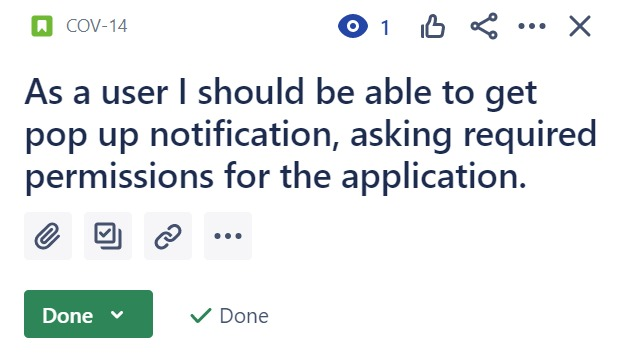 COV-14
1
As a user I should be able to get
pop up notification, asking required
permissions for the application.
Done
Done